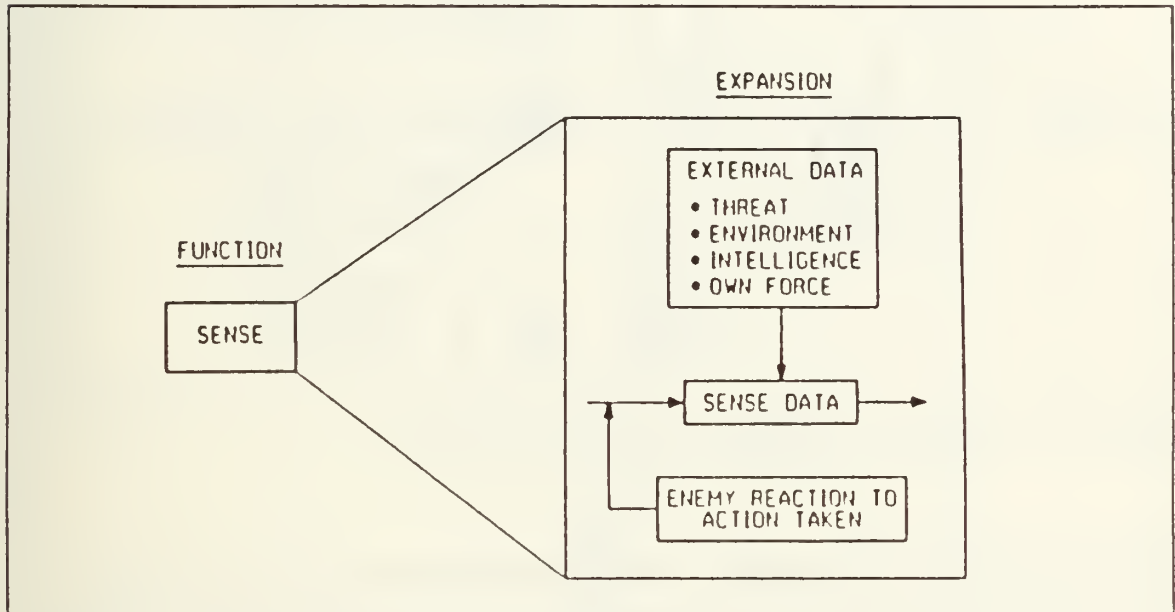 EXPANSION
EXTERNAL DATA
• THREAT
• ENVIRONMENT
• INTELLIGENCE
• OWN FORCE
FUNCTION
SENSE
SENSE DATA
ENEMY REACTION TO
ACTION TAKEN